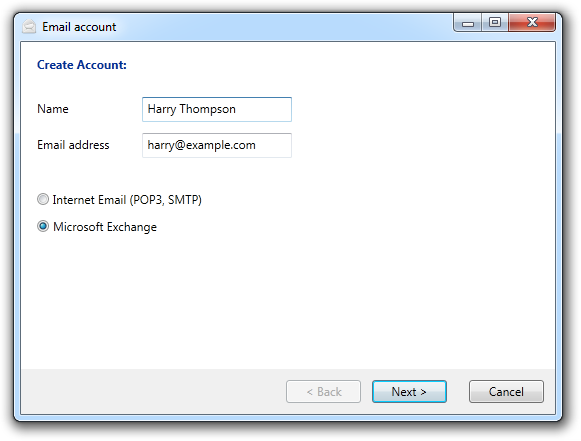 Email account
Create Account:
Name Harry Thompson
Email address harry@example.com
Internet Email (POP3, SMTP)
Microsoft Exchange
< Back Next > Cancel